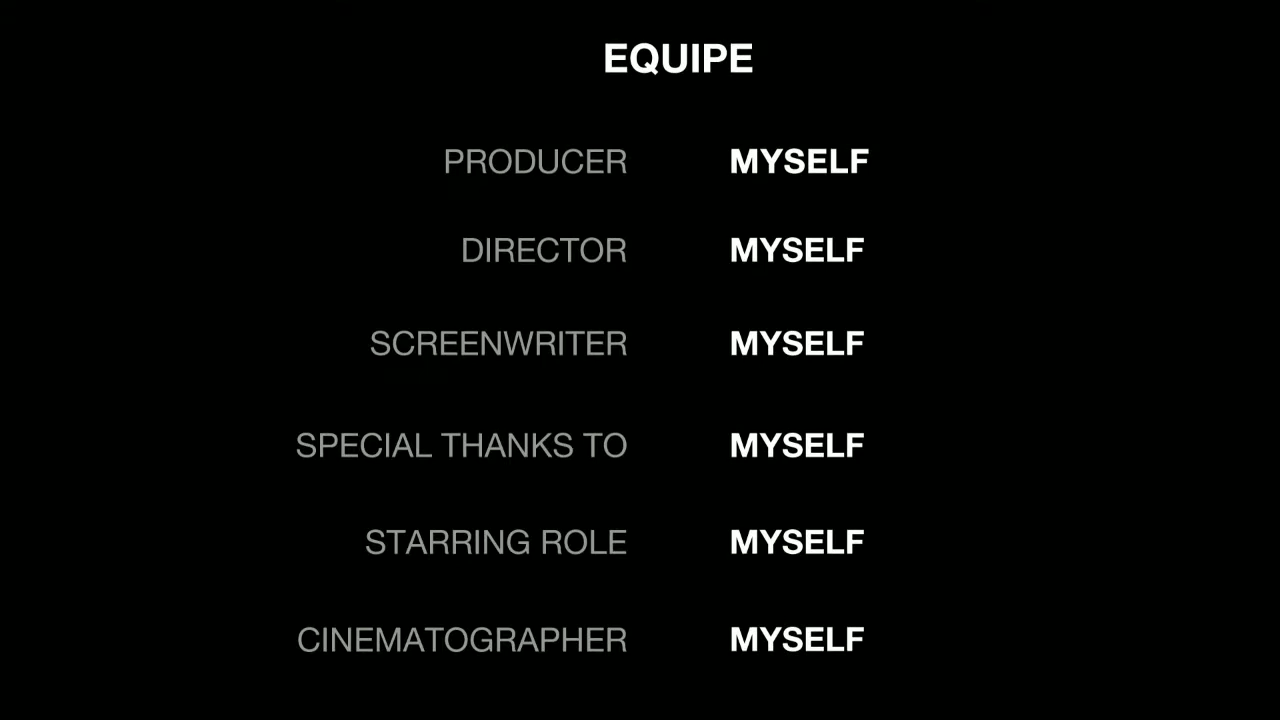 EQUIPE
PRODUCER MYSELF
DIRECTOR MYSELF
SCREENWRITER MYSELF
SPECIAL THANKS TO MYSELF
STARRING ROLE MYSELF
CINEMATOGRAPHER MYSELF